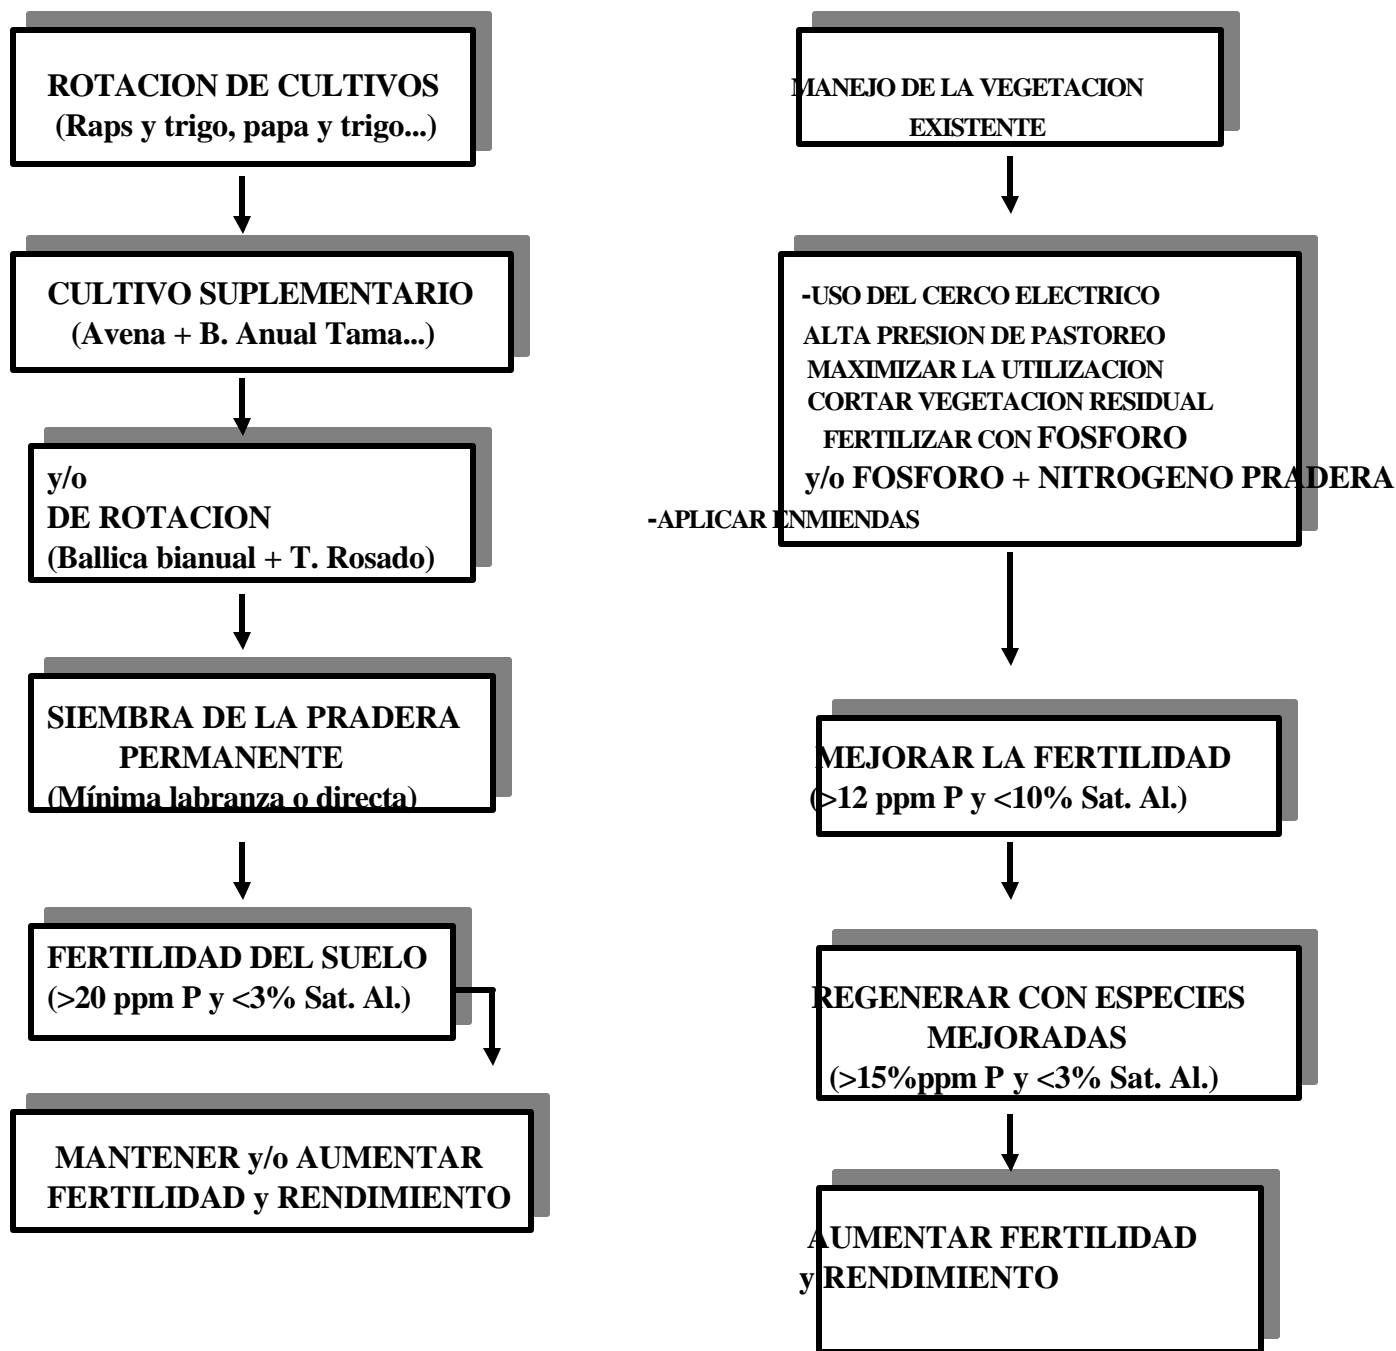 ROTACION DE CULTIVOS
(Raps y trigo, papa y trigo...)
CULTIVO SUPLEMENTARIO
(Avena + B. Anual Tama...)
y/o
DE ROTACION
(Ballica bianual + T. Rosado)
SIEMBRA DE LA PRADERA
PERMANENTE
(Mínima labranza o directa)
FERTILIDAD DEL SUELO
(>20 ppm P y <3% Sat. Al.)
MANTENER y/o AUMENTAR
FERTILIDAD y RENDIMIENTO
MANEJO DE LA VEGETACION
EXISTENTE
-USO DEL CERCO ELECTRICO
ALTA PRESION DE PASTOREO
MAXIMIZAR LA UTILIZACION
CORTAR VEGETACION RESIDUAL
FERTILIZAR CON FOSFORO
y/o FOSFORO + NITROGENO PRADERA
-APLICAR ENMIENDAS
MEJORAR LA FERTILIDAD
(>12 ppm P y <10% Sat. Al.)
REGENERAR CON ESPECIES
MEJORADAS
(>15%ppm P y <3% Sat. Al.)
AUMENTAR FERTILIDAD
y RENDIMIENTO